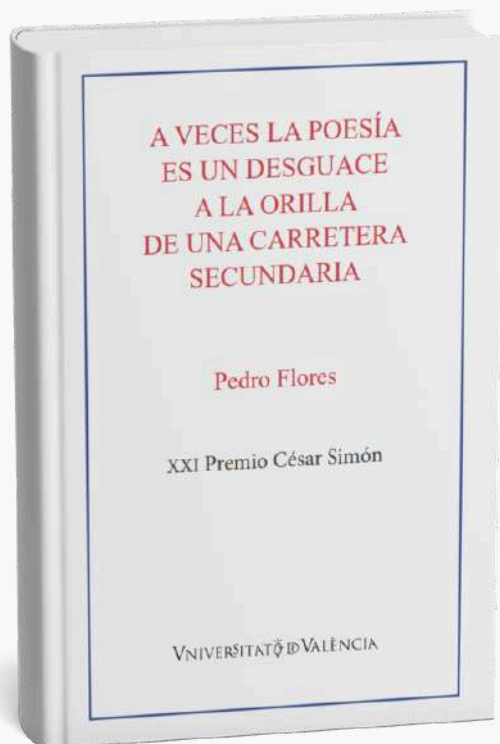 A VECES LA POESÍA
ES UN DESGUACE
A LA ORILLA
DE UNA CARRETERA
SECUNDARIA
Pedro Flores
XXI Premio César Simón
VNIVERSITAT DE VALÈNCIA